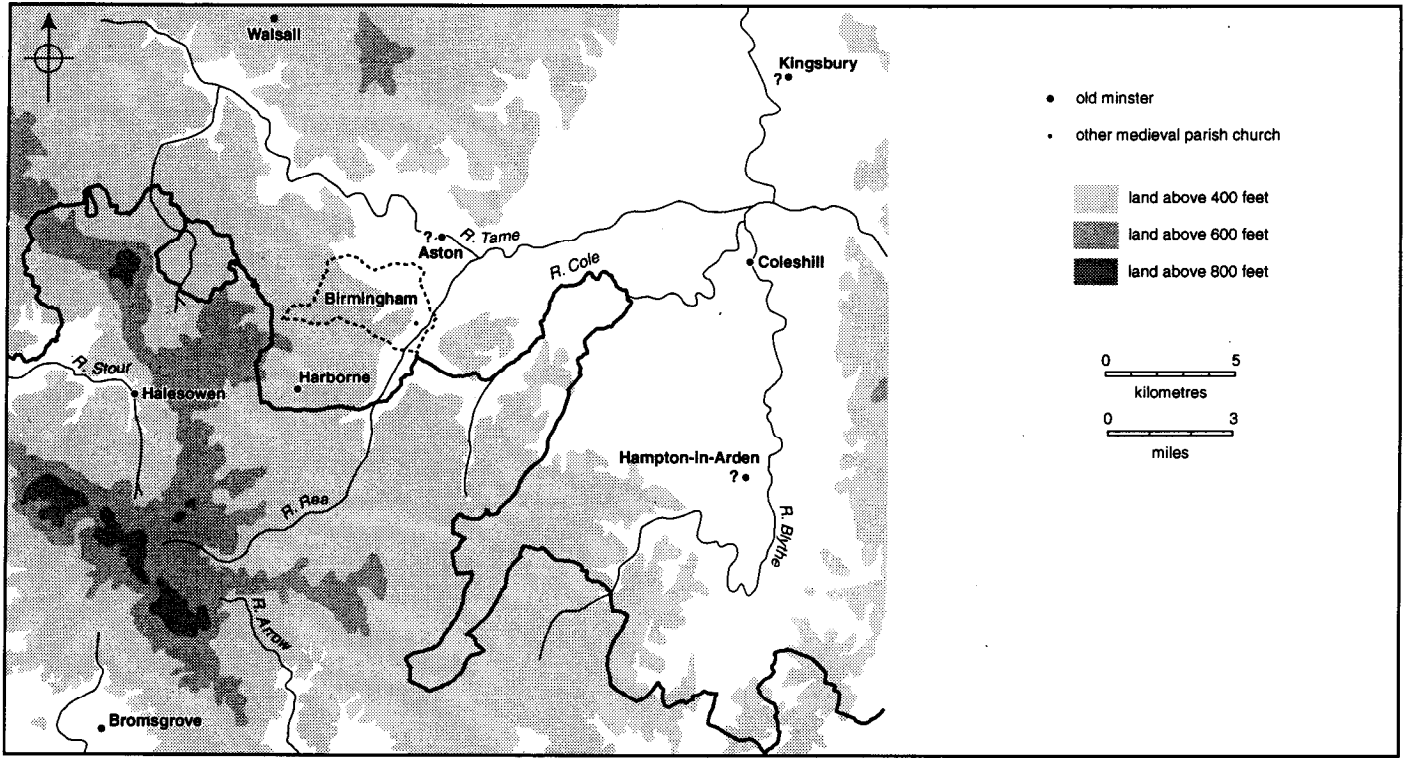 Walsall
Kingsbury
?
? Aston
R. Tame
R. Cole
Coleshill
Birmingham
R. Stour
Halesowen
Harborne
Hampton-in-Arden
?
R. Rea
R. Blythe
R. Arrow
Bromsgrove
old minster
other medieval parish church
land above 400 feet
land above 600 feet
land above 800 feet
0 5
kilometres
0 3
miles